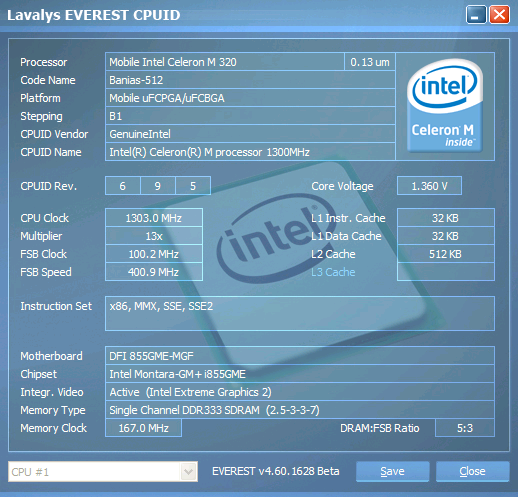 Lavalys EVEREST CPUID
Processor Mobile Intel Celeron M 320 0.13 um
Code Name Banias-512
Platform Mobile uFCPGA/uFCBGA
Stepping B1
CPUID Vendor GenuineIntel
CPUID Name Intel(R) Celeron(R) M processor 1300MHz
intel
Celeron M
inside™
CPUID Rev. 6 9 5 Core Voltage 1.360 V
CPU Clock 1303.0 MHz L1 Instr. Cache 32 KB
Multiplier 13x L1 Data Cache 32 KB
FSB Clock 100.2 MHz L2 Cache 512 KB
FSB Speed 400.9 MHz L3 Cache
intel
Instruction Set x86, MMX, SSE, SSE2
Motherboard DFI 855GME-MGF
Chipset Intel Montara-GM+ i855GME
Integr. Video Active (Intel Extreme Graphics 2)
Memory Type Single Channel DDR333 SDRAM (2.5-3-3-7)
Memory Clock 167.0 MHz DRAM:FSB Ratio 5:3
CPU #1 EVEREST v4.60.1628 Beta Save Close